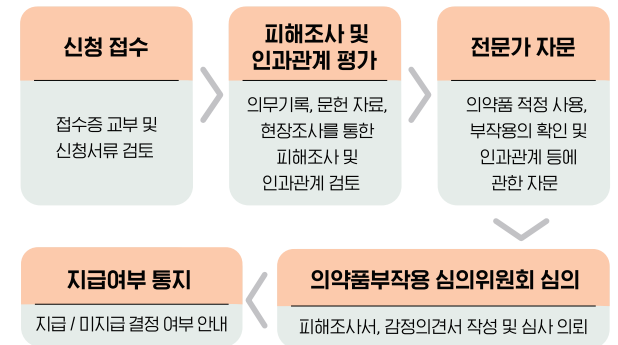 신청 접수
접수증 교부 및
신청서류 검토
피해조사 및
인과관계 평가
의무기록, 문헌 자료,
현장조사를 통한
피해조사 및
인과관계 검토
전문가 자문
의약품 적정 사용,
부작용의 확인 및
인과관계 등에
관한 자문
의약품부작용 심의위원회 심의
피해조사서, 감정의견서 작성 및 심사 의뢰
지급여부 통지
지급 / 미지급 결정 여부 안내